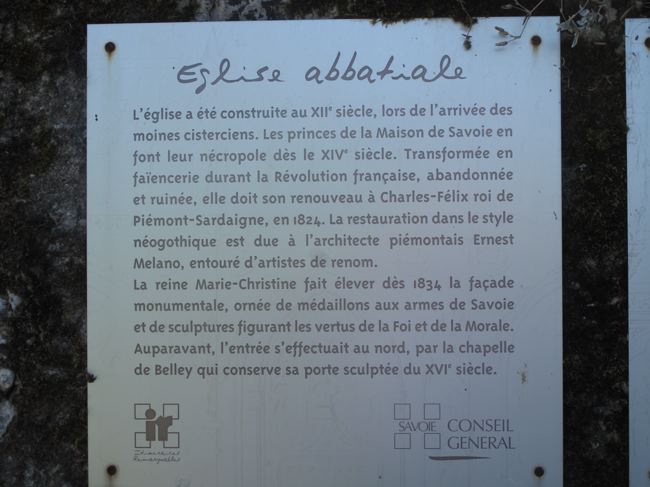 Eglise abbatiale
L'église a été construite au XIIe siècle, lors de l'arrivée des
moines cisterciens. Les princes de la Maison de Savoie en
font leur nécropole dès le XIVe siècle. Transformée en
faïencerie durant la Révolution française, abandonnée
et ruinée, elle doit son renouveau à Charles-Félix roi de
Piémont-Sardaigne, en 1824. La restauration dans le style
néogothique est due à l'architecte piémontais Ernest
Melano, entouré d'artistes de renom.
La reine Marie-Christine fait élever dès 1834 la façade
monumentale, ornée de médaillons aux armes de Savoie
et de sculptures figurant les vertus de la Foi et de la Morale.
Auparavant, l'entrée s'effectuait au nord, par la chapelle
de Belley qui conserve sa porte sculptée du XVIe siècle.
ir
Itinéraires
Remarquables
SAVOIE CONSEIL
GENERAL